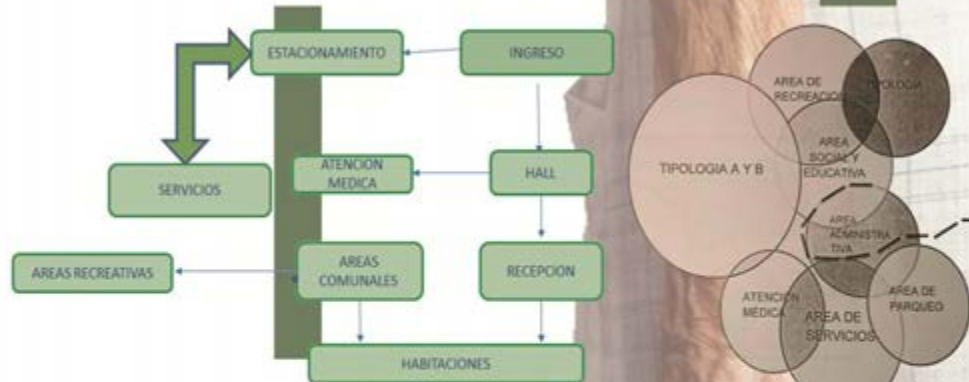 ESTACIONAMIENTO
INGRESO
SERVICIOS
ATENCION
MEDICA
HALL
AREAS RECREATIVAS
AREAS
COMUNALES
RECEPCION
HABITACIONES
AREA DE
RECREACION
TIPOLOGIA
TIPOLOGIA A Y B
AREA
SOCIAL Y
EDUCATIVA
AREA
ADMINISTRA
TIVA
ATENCION
MEDICA
AREA DE
SERVICIOS
AREA DE
PARQUEO